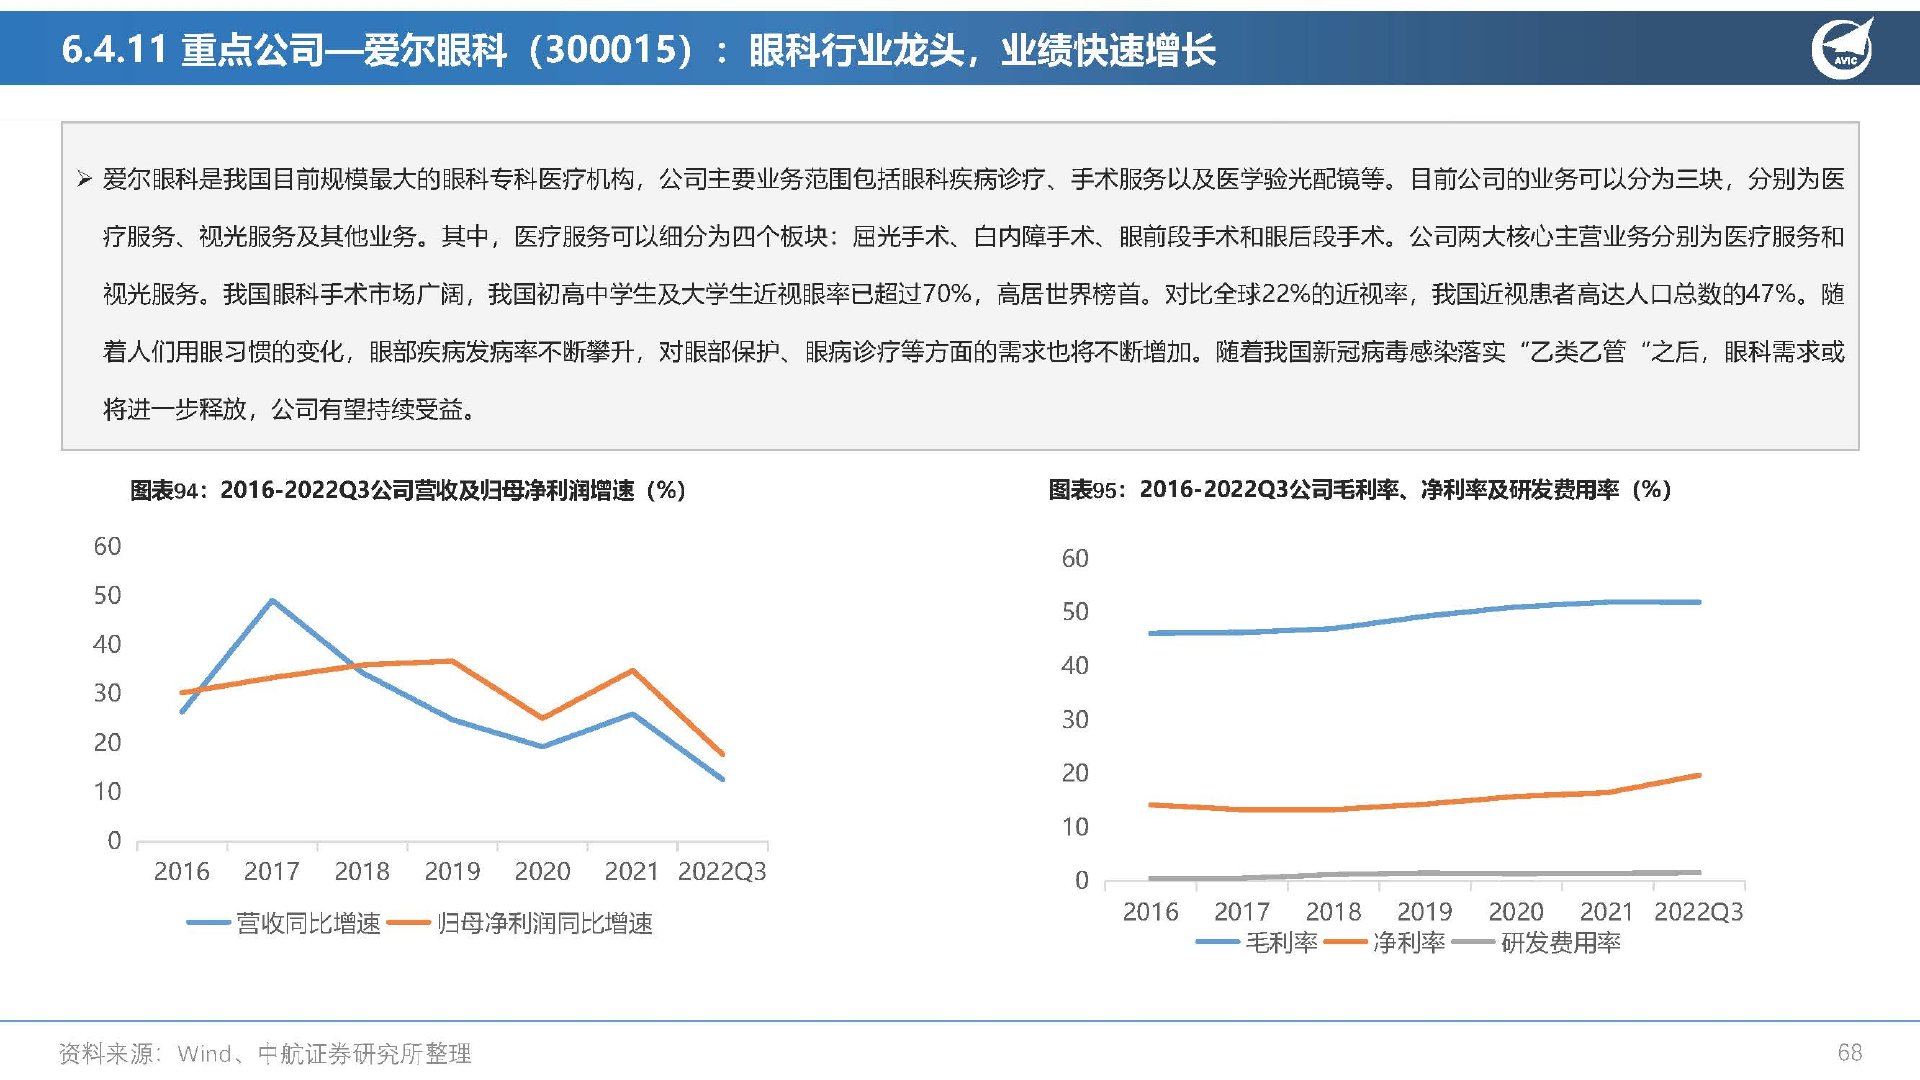 6.4.11 重点公司—爱尔眼科（300015）：眼科行业龙头，业绩快速增长
AVIC
➢ 爱尔眼科是我国目前规模最大的眼科专科医疗机构，公司主要业务范围包括眼科疾病诊疗、手术服务以及医学验光配镜等。目前公司的业务可以分为三块，分别为医
疗服务、视光服务及其他业务。其中，医疗服务可以细分为四个板块：屈光手术、白内障手术、眼前段手术和眼后段手术。公司两大核心主营业务分别为医疗服务和
视光服务。我国眼科手术市场广阔，我国初高中学生及大学生近视眼率已超过70%，高居世界榜首。对比全球22%的近视率，我国近视患者高达人口总数的47%。随
着人们用眼习惯的变化，眼部疾病发病率不断攀升，对眼部保护、眼病诊疗等方面的需求也将不断增加。随着我国新冠病毒感染落实“乙类乙管“之后，眼科需求或
将进一步释放，公司有望持续受益。
图表94：2016-2022Q3公司营收及归母净利润增速（%）
60
50
40
30
20
10
0
2016 2017 2018 2019 2020 2021 2022Q3
营收同比增速 归母净利润同比增速
图表95：2016-2022Q3公司毛利率、净利率及研发费用率（%）
60
50
40
30
20
10
0
2016 2017 2018 2019 2020 2021 2022Q3
毛利率 净利率 研发费用率
资料来源：Wind、中航证券研究所整理
68